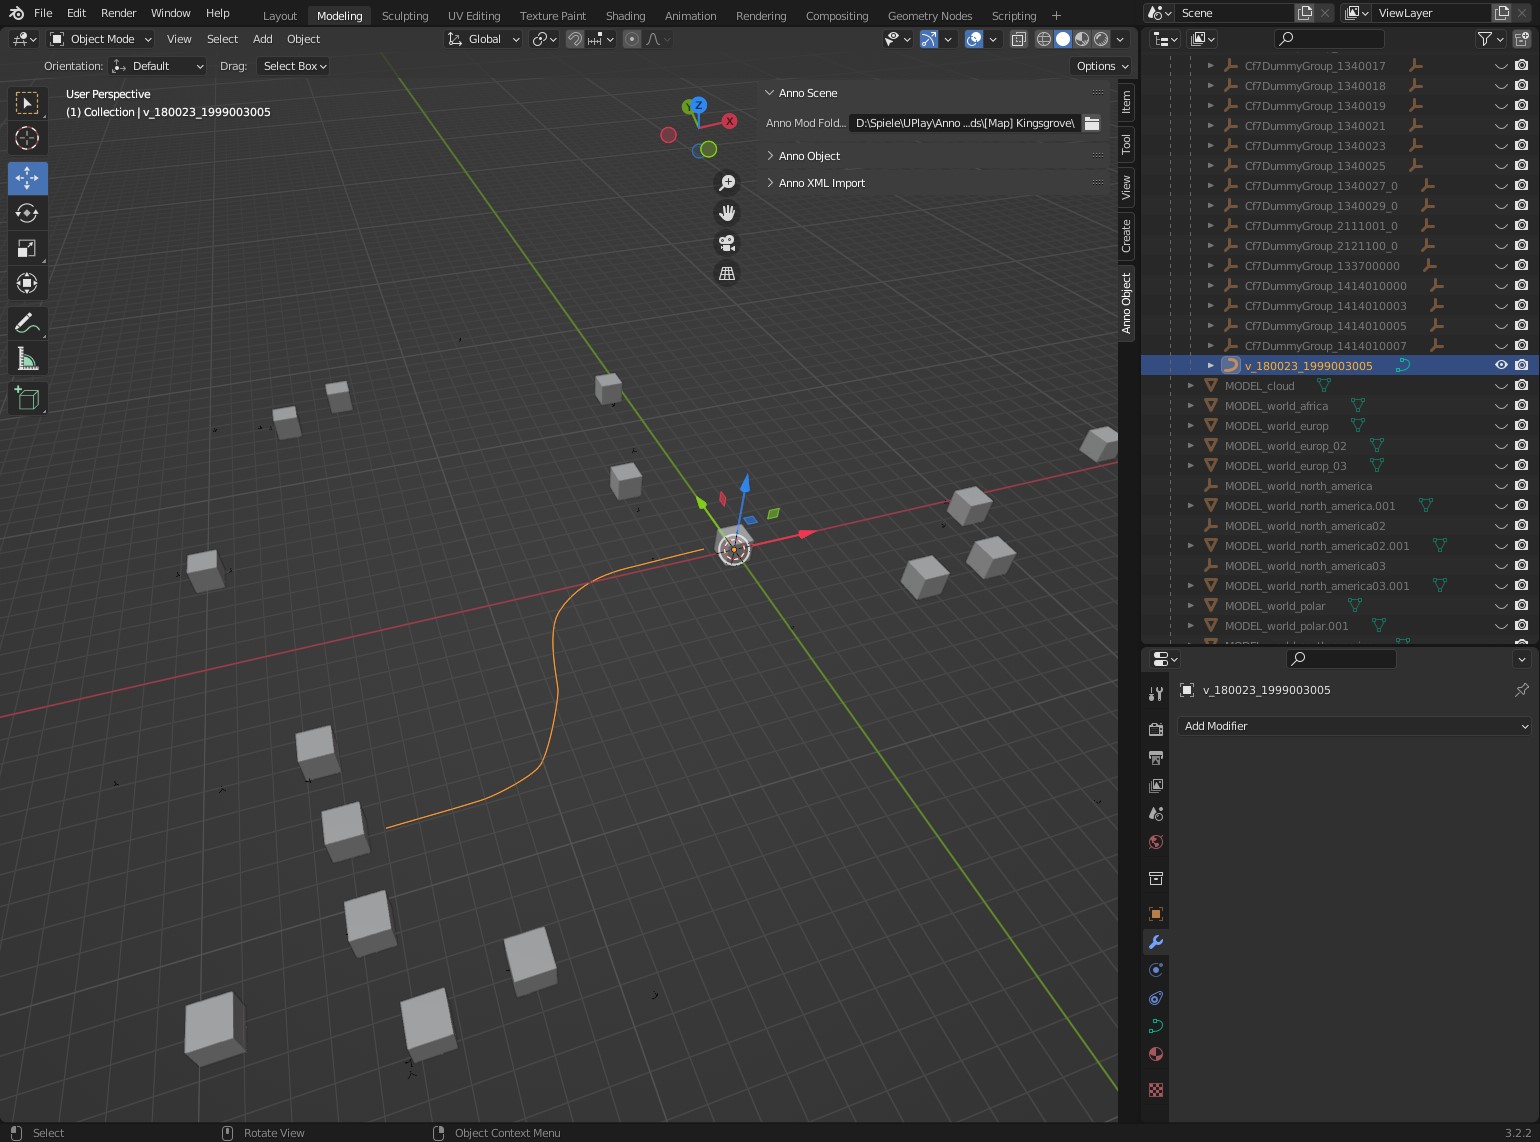 File Edit Render Window Help Layout Modeling Sculpting UV Editing Texture Paint Shading Animation Rendering Compositing Geometry Nodes Scripting + Scene ViewLayer
Object Mode View Select Add Object Global
Orientation: Default Drag: Select Box Options
User Perspective
(1) Collection | v_180023_1999003005
Z
Y
X
Anno Scene
Anno Mod Fold... D:\Spiele\UPlay\Anno ...ds\[Map] Kingsgrove\
Anno Object
Anno XML Import
Item
Tool
View
Create
Anno Object
Cf7DummyGroup_1340017
Cf7DummyGroup_1340018
Cf7DummyGroup_1340019
Cf7DummyGroup_1340021
Cf7DummyGroup_1340023
Cf7DummyGroup_1340025
Cf7DummyGroup_1340027_0
Cf7DummyGroup_1340029_0
Cf7DummyGroup_2111001_0
Cf7DummyGroup_2121100_0
Cf7DummyGroup_133700000
Cf7DummyGroup_1414010000
Cf7DummyGroup_1414010003
Cf7DummyGroup_1414010005
Cf7DummyGroup_1414010007
v_180023_1999003005
MODEL_cloud
MODEL_world_africa
MODEL_world_europ
MODEL_world_europ_02
MODEL_world_europ_03
MODEL_world_north_america
MODEL_world_north_america.001
MODEL_world_north_america02
MODEL_world_north_america02.001
MODEL_world_north_america03
MODEL_world_north_america03.001
MODEL_world_polar
MODEL_world_polar.001
v_180023_1999003005
Add Modifier
Select Rotate View Object Context Menu 3.2.2